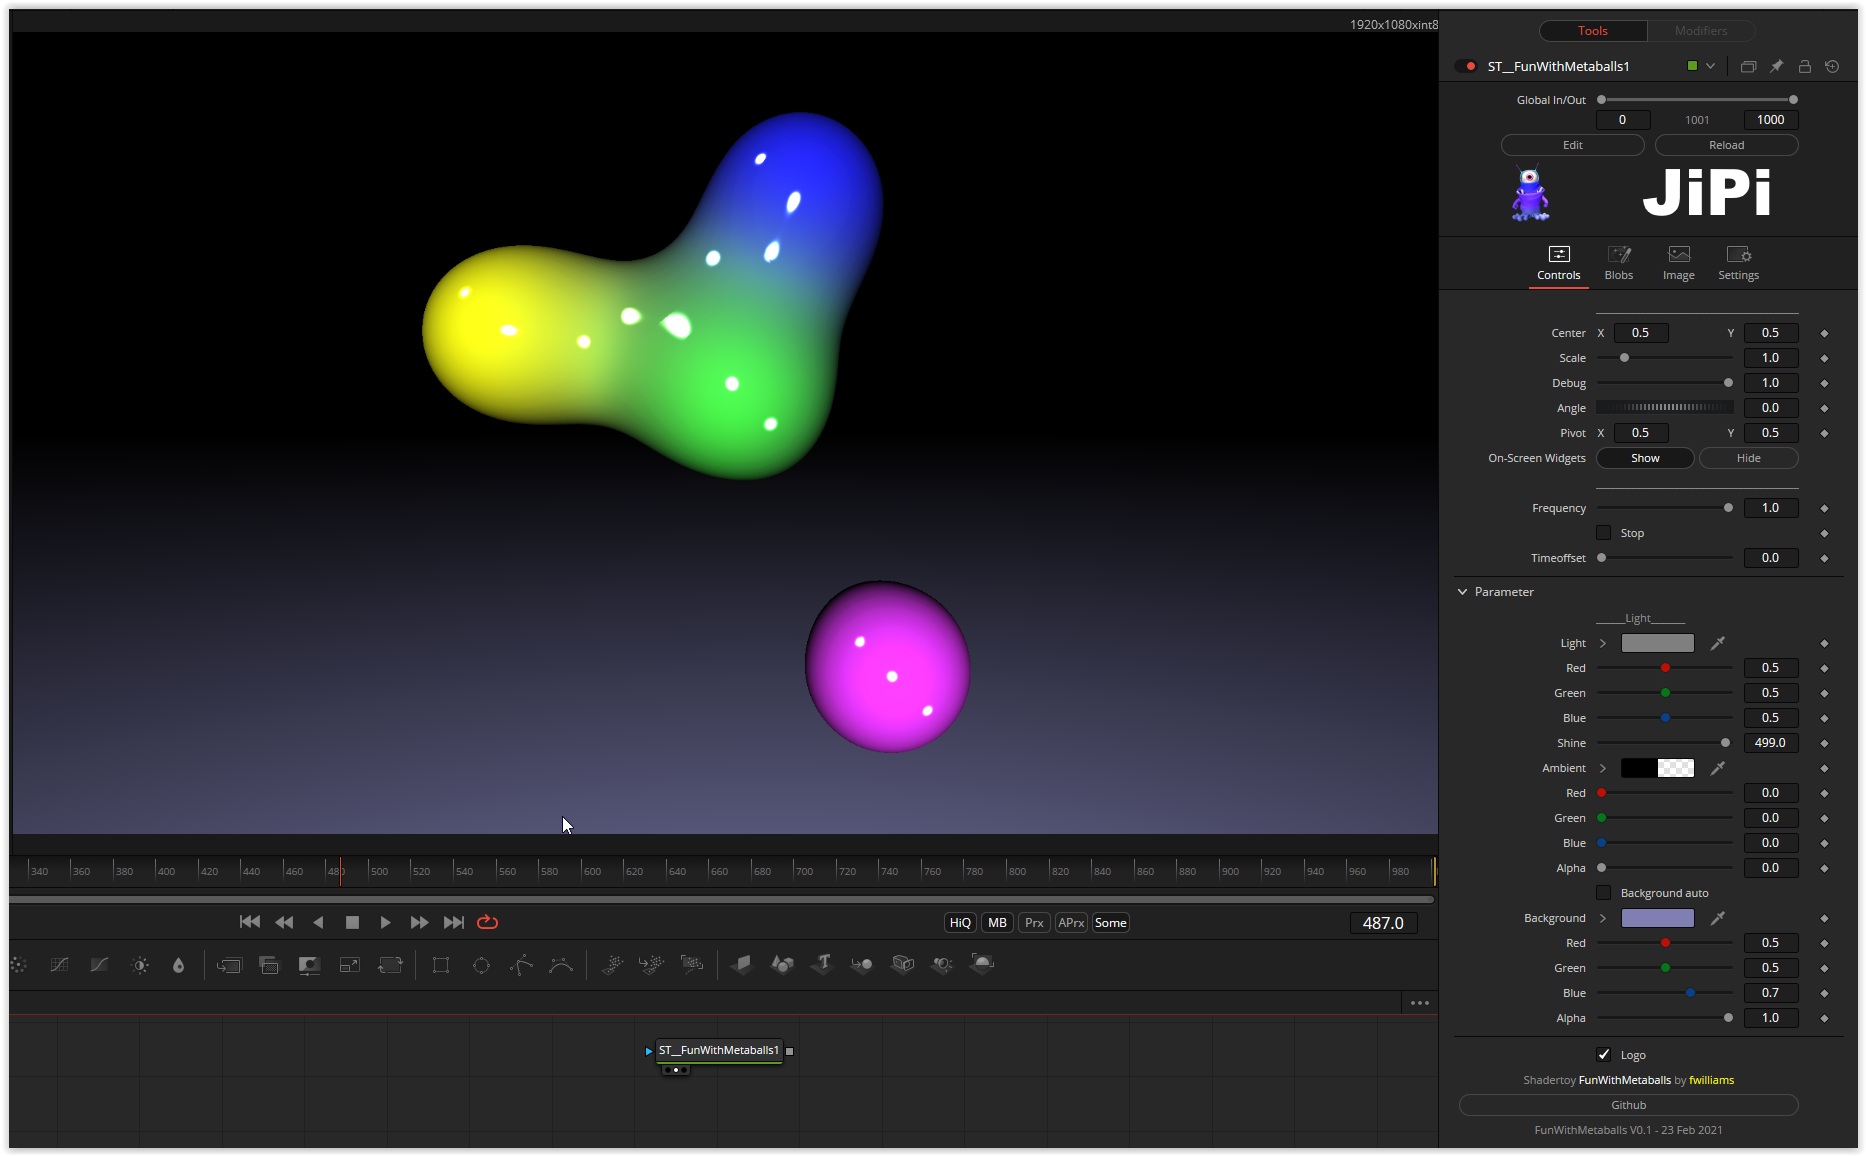 1920x1080xint8
Tools Modifiers
ST__FunWithMetaballs1
Global In/Out
0 1001 1000
Edit Reload
JiPi
Controls Blobs Image Settings
Center X 0.5 Y 0.5
Scale 1.0
Debug 1.0
Angle 0.0
Pivot X 0.5 Y 0.5
On-Screen Widgets Show Hide
Frequency 1.0
Stop
Timeoffset 0.0
Parameter
_____Light______
Light
Red 0.5
Green 0.5
Blue 0.5
Shine 499.0
Ambient
Red 0.0
Green 0.0
Blue 0.0
Alpha 0.0
Background auto
Background
Red 0.5
Green 0.5
Blue 0.7
Alpha 1.0
Logo
Shadertoy FunWithMetaballs by fwilliams
Github
FunWithMetaballs V0.1 - 23 Feb 2021
340 360 380 400 420 440 460 480 500 520 540 560 580 600 620 640 660 680 700 720 740 760 780 800 820 840 860 880 900 920 940 960 980
HiQ MB Prx APrx Some 487.0
ST__FunWithMetaballs1